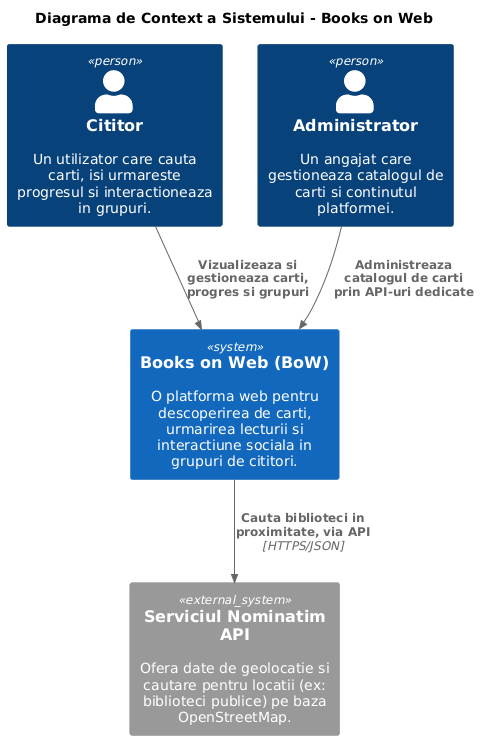 Diagrama de Context a Sistemului - Books on Web
«person»
Cititor
Un utilizator care cauta
carti, isi urmareste
progresul si interactioneaza
in grupuri.
«person»
Administrator
Un angajat care
gestioneaza catalogul de
carti si continutul
platformei.
Vizualizeaza si
gestioneaza carti,
progres si grupuri
Administreaza
catalogul de carti
prin API-uri dedicate
«system»
Books on Web (BoW)
O platforma web pentru
descoperirea de carti,
urmarirea lecturii si
interactiune sociala in
grupuri de cititori.
Cauta biblioteci in
proximitate, via API
[HTTPS/JSON]
«external_system»
Serviciul Nominatim
API
Ofera date de geolocatie si
cautare pentru locatii (ex:
biblioteci publice) pe baza
OpenStreetMap.